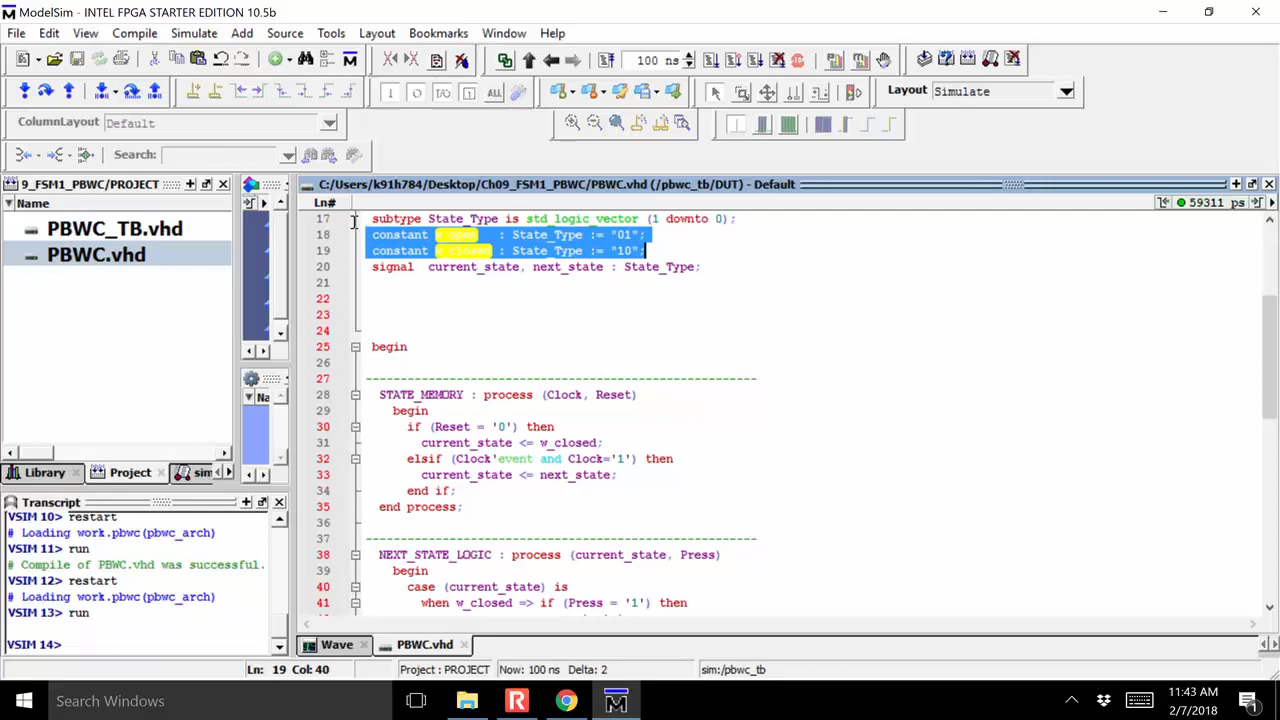 ModelSim - INTEL FPGA STARTER EDITION 10.5b
File Edit View Compile Simulate Add Source Tools Layout Bookmarks Window Help
100 ns
Layout Simulate
ColumnLayout Default
Search:
9_FSM1_PBWC/PROJECT
Name
PBWC_TB.vhd
PBWC.vhd
Library Project sim
C:/Users/k91h784/Desktop/Ch09_FSM1_PBWC/PBWC.vhd (/pbwc_tb/DUT) - Default
Ln# 59311 ps
17 subtype State_Type is std_logic_vector (1 downto 0);
18 constant w_open : State_Type := "01";
19 constant w_closed : State_Type := "10";
20 signal current_state, next_state : State_Type;
21
22
23
24
25 begin
26
27 --------------------------------------------------------
28 STATE_MEMORY : process (Clock, Reset)
29 begin
30 if (Reset = '0') then
31 current_state <= w_closed;
32 elsif (Clock'event and Clock='1') then
33 current_state <= next_state;
34 end if;
35 end process;
36
37 --------------------------------------------------------
38 NEXT_STATE_LOGIC : process (current_state, Press)
39 begin
40 case (current_state) is
41 when w_closed => if (Press = '1') then
Na
Transcript
VSIM 10> restart
# Loading work.pbwc(pbwc_arch)
VSIM 11> run
# Compile of PBWC.vhd was successful.
VSIM 12> restart
# Loading work.pbwc(pbwc_arch)
VSIM 13> run
VSIM 14>
Wave PBWC.vhd
Ln: 19 Col: 40 Project : PROJECT Now: 100 ns Delta: 2 sim:/pbwc_tb
Search Windows
11:43 AM
2/7/2018